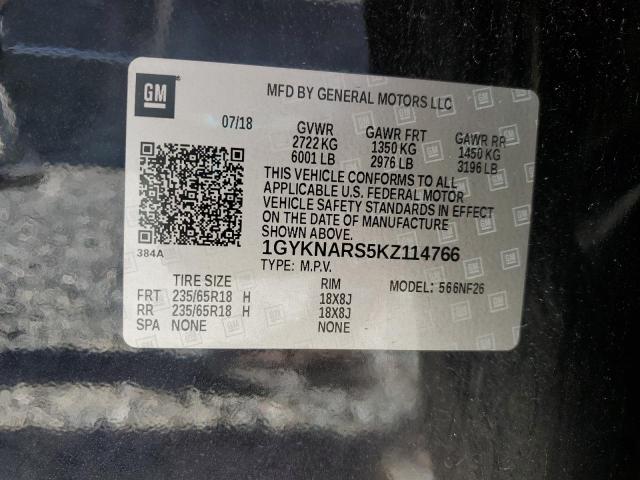 GM
MFD BY GENERAL MOTORS LLC
07/18
GVWR GAWR FRT GAWR RR
2722 KG 1350 KG 1450 KG
6001 LB 2976 LB 3196 LB
THIS VEHICLE CONFORMS TO ALL
APPLICABLE U.S. FEDERAL MOTOR
VEHICLE SAFETY STANDARDS IN EFFECT
ON THE DATE OF MANUFACTURE
SHOWN ABOVE.
384A
1GYKNARS5KZ114766
TYPE: M.P.V.
TIRE SIZE RIM MODEL: 566NF26
FRT 235/65R18 H 18X8J
RR 235/65R18 H 18X8J
SPA NONE NONE